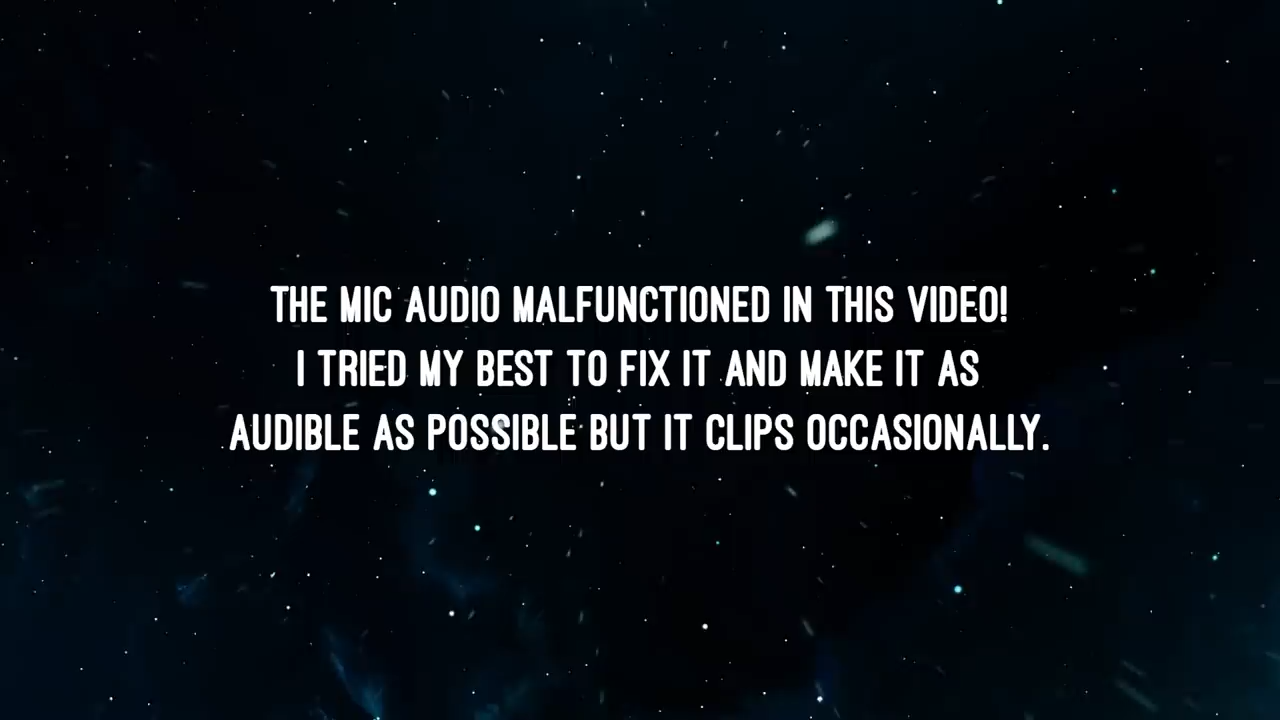 THE MIC AUDIO MALFUNCTIONED IN THIS VIDEO!
I TRIED MY BEST TO FIX IT AND MAKE IT AS
AUDIBLE AS POSSIBLE BUT IT CLIPS OCCASIONALLY.